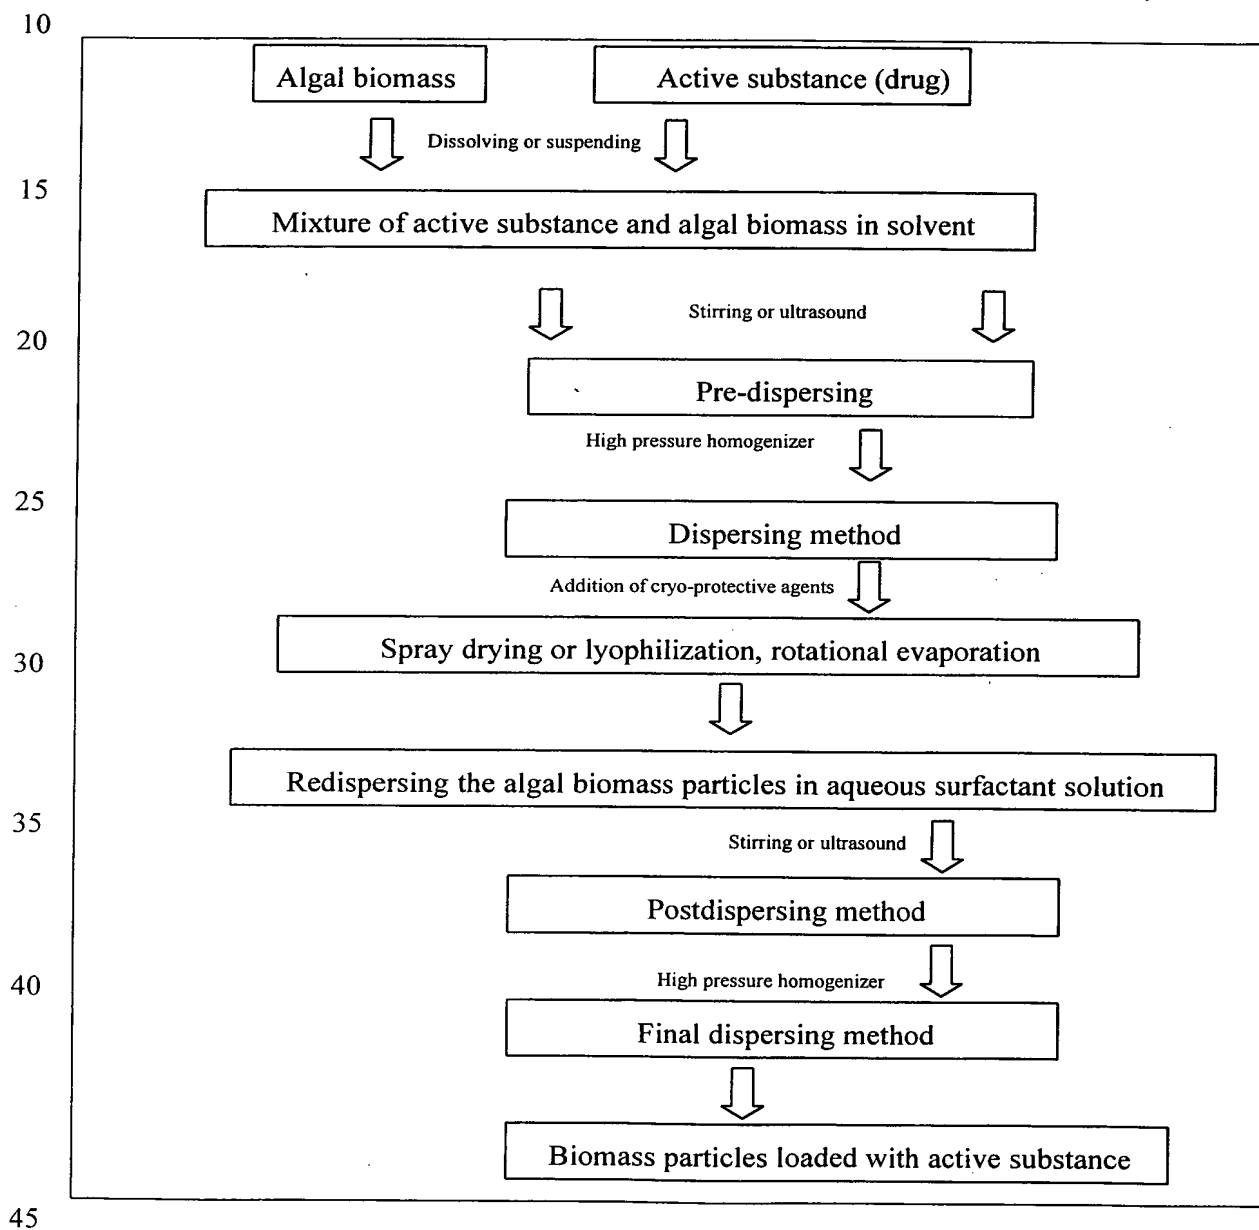 10
Algal biomass
Active substance (drug)
Dissolving or suspending
15
Mixture of active substance and algal biomass in solvent
Stirring or ultrasound
20
Pre-dispersing
High pressure homogenizer
25
Dispersing method
Addition of cryo-protective agents
Spray drying or lyophilization, rotational evaporation
30
Redispersing the algal biomass particles in aqueous surfactant solution
35
Stirring or ultrasound
Postdispersing method
High pressure homogenizer
40
Final dispersing method
Biomass particles loaded with active substance
45